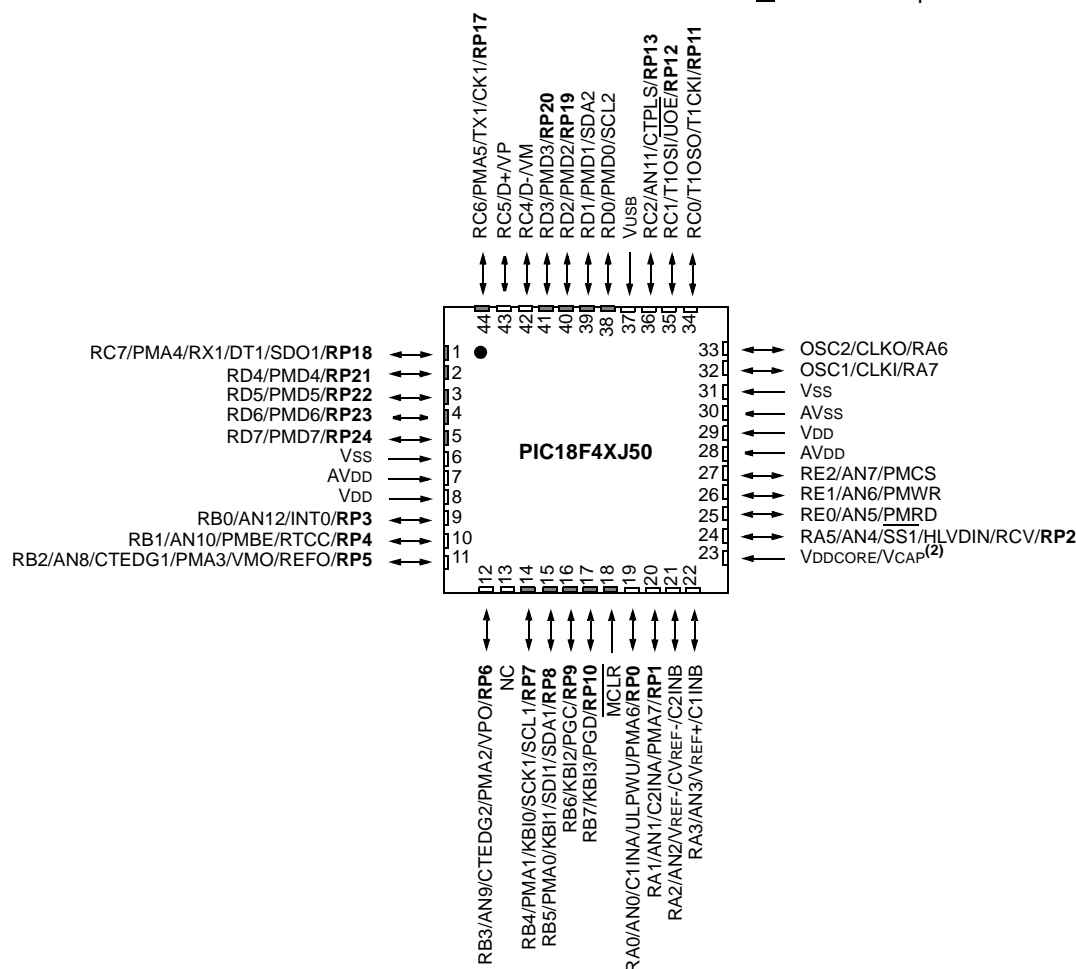 RC6/PMA5/TX1/CK1/RP17
RC5/D+/VP
RC4/D-/VM
RD3/PMD3/RP20
RD2/PMD2/RP19
RD1/PMD1/SDA2
RD0/PMD0/SCL2
VUSB
RC2/AN11/CTPLS/RP13
RC1/T1OSI/UOE/RP12
RC0/T1OSO/T1CKI/RP11
44
43
42
41
40
39
38
37
36
35
34
RC7/PMA4/RX1/DT1/SDO1/RP18 1
RD4/PMD4/RP21 2
RD5/PMD5/RP22 3
RD6/PMD6/RP23 4
RD7/PMD7/RP24 5
VSS 6
AVDD 7
VDD 8
RB0/AN12/INT0/RP3 9
RB1/AN10/PMBE/RTCC/RP4 10
RB2/AN8/CTEDG1/PMA3/VMO/REFO/RP5 11
PIC18F4XJ50
33 OSC2/CLKO/RA6
32 OSC1/CLKI/RA7
31 VSS
30 AVSS
29 VDD
28 AVDD
27 RE2/AN7/PMCS
26 RE1/AN6/PMWR
25 RE0/AN5/PMRD
24 RA5/AN4/SS1/HLVDIN/RCV/RP2
23 VDDCORE/VCAP(2)
12
13
14
15
16
17
18
19
20
21
22
RB3/AN9/CTEDG2/PMA2/VPO/RP6
NC
RB4/PMA1/KBI0/SCK1/SCL1/RP7
RB5/PMA0/KBI1/SDI1/SDA1/RP8
RB6/KBI2/PGC/RP9
RB7/KBI3/PGD/RP10
MCLR
RA0/AN0/C1INA/ULPWU/PMA6/RP0
RA1/AN1/C2INA/PMA7/RP1
RA2/AN2/VREF-/CVREF-/C2INB
RA3/AN3/VREF+/C1INB